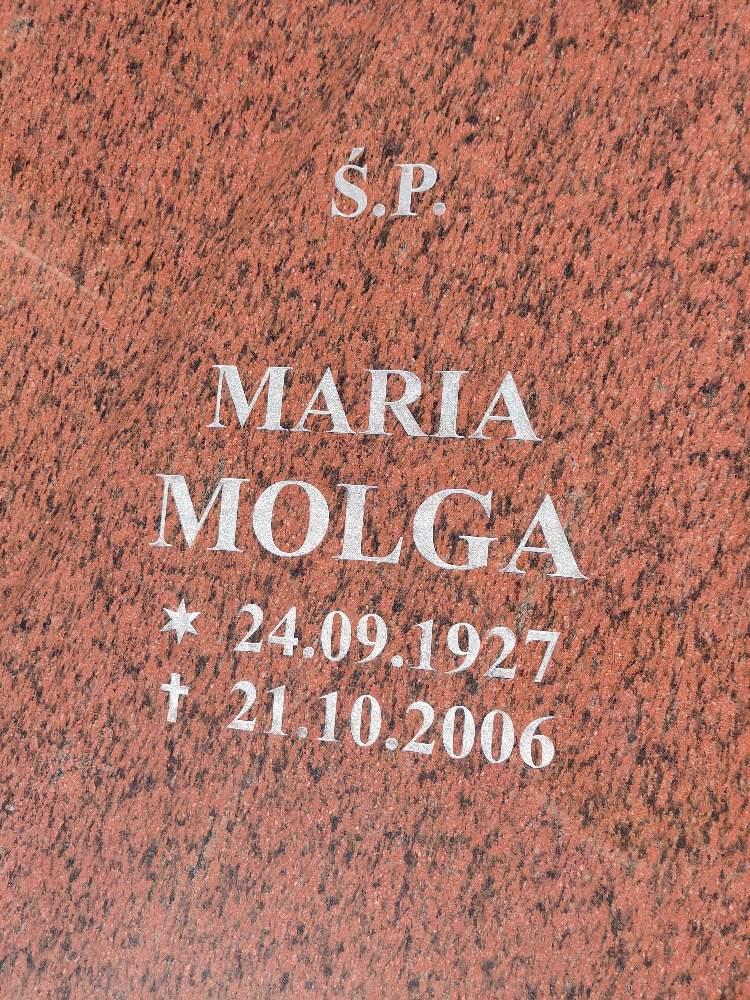 Ś.P.
MARIA
MOLGA
✶ 24.09.1927
✝ 21.10.2006